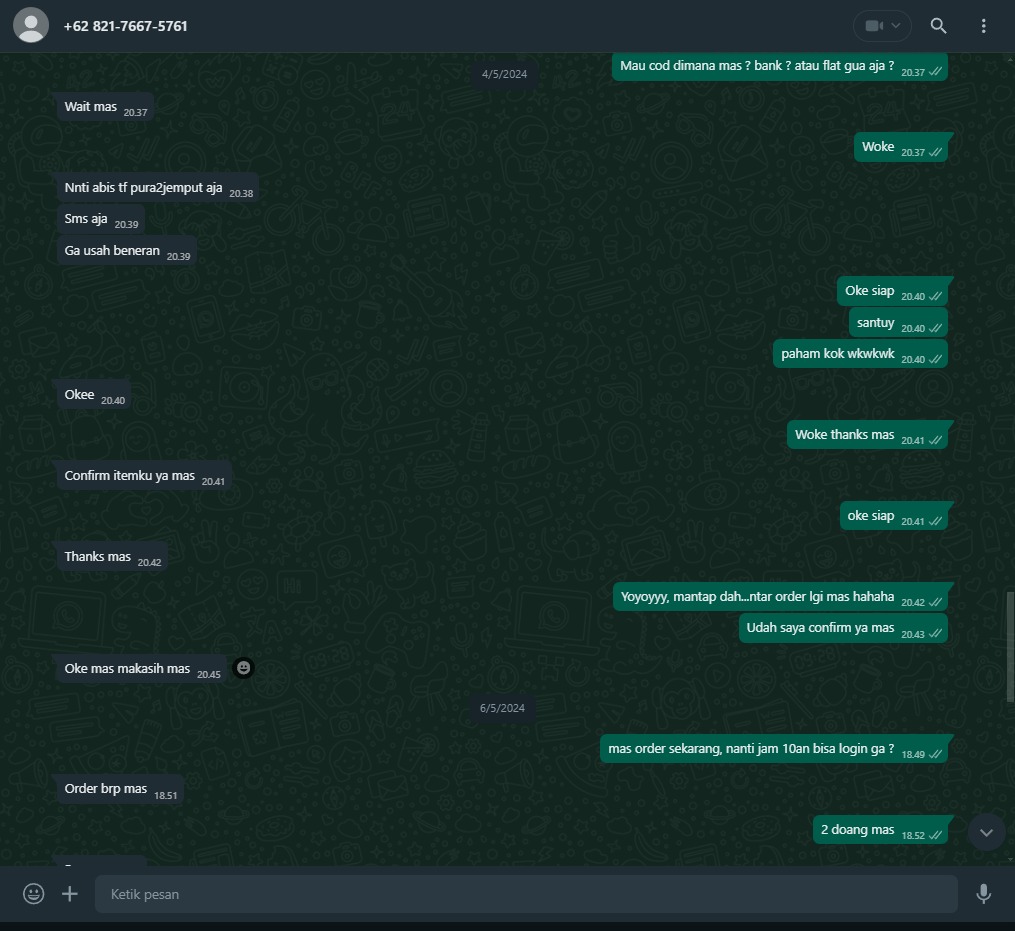 +62 821-7667-5761
Mau cod dimana mas ? bank ? atau flat gua aja ? 20.37
4/5/2024
Wait mas 20.37
Woke 20.37
Nnti abis tf pura2jemput aja 20.38
Sms aja 20.39
Ga usah beneran 20.39
Oke siap 20.40
santuy 20.40
paham kok wkwkwk 20.40
Okee 20.40
Woke thanks mas 20.41
Confirm itemku ya mas 20.41
oke siap 20.41
Thanks mas 20.42
Yoyoyyy, mantap dah...ntar order lgi mas hahaha 20.42
Udah saya confirm ya mas 20.43
Oke mas makasih mas 20.45
6/5/2024
mas order sekarang, nanti jam 10an bisa login ga ? 18.49
Order brp mas 18.51
2 doang mas 18.52
Ketik pesan